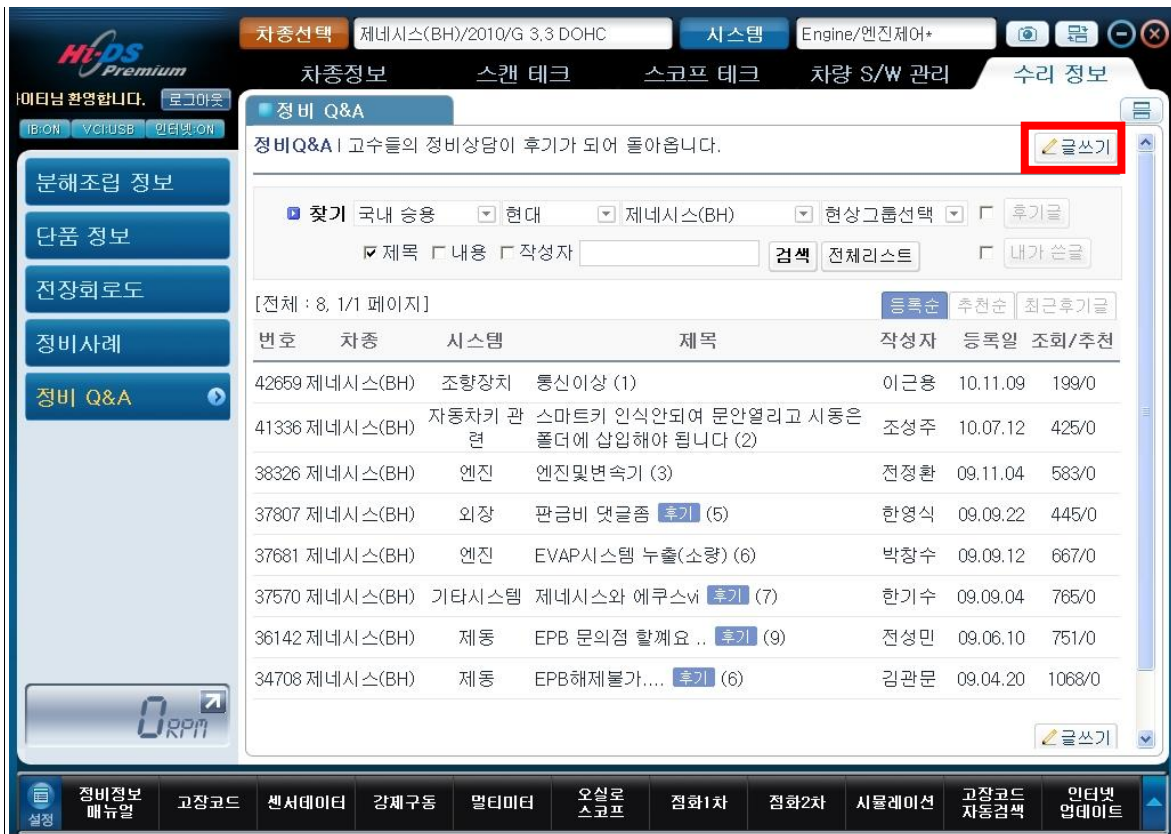 Hi-DS
Premium
차종선택 제네시스(BH)/2010/G 3,3 DOHC 시스템 Engine/엔진제어*
차종정보 스캔 테크 스코프 테크 차량 S/W 관리 수리 정보
이터님 환영합니다. 로그아웃
IB:ON VCI:USB 인터넷:ON
분해조립 정보
단품 정보
전장회로도
정비사례
정비 Q&A
정비 Q&A
정비Q&A | 고수들의 정비상담이 후기가 되어 돌아옵니다.
글쓰기
찾기 국내 승용 현대 제네시스(BH) 현상그룹선택 후기글
제목 내용 작성자 검색 전체리스트 내가 쓴글
[전체 : 8, 1/1 페이지] 등록순 추천순 최근후기글
번호 차종 시스템 제목 작성자 등록일 조회/추천
42659 제네시스(BH) 조향장치 통신이상 (1) 이근용 10.11.09 199/0
41336 제네시스(BH) 자동차키 관련 스마트키 인식안되여 문안열리고 시동은
폴더에 삽입해야 됩니다 (2) 조성주 10.07.12 425/0
38326 제네시스(BH) 엔진 엔진및변속기 (3) 전정환 09.11.04 583/0
37807 제네시스(BH) 외장 판금비 댓글좀 후기 (5) 한영식 09.09.22 445/0
37681 제네시스(BH) 엔진 EVAP시스템 누출(소량) (6) 박창수 09.09.12 667/0
37570 제네시스(BH) 기타시스템 제네시스와 에쿠스vi 후기 (7) 한기수 09.09.04 765/0
36142 제네시스(BH) 제동 EPB 문의점 할께요 .. 후기 (9) 전성민 09.06.10 751/0
34708 제네시스(BH) 제동 EPB해제불가.... 후기 (6) 김관문 09.04.20 1068/0
글쓰기
0 RPM
설정
정비정보
매뉴얼
고장코드
센서데이터
강제구동
멀티미터
오실로
스코프
점화1차
점화2차
시뮬레이션
고장코드
자동검색
인터넷
업데이트